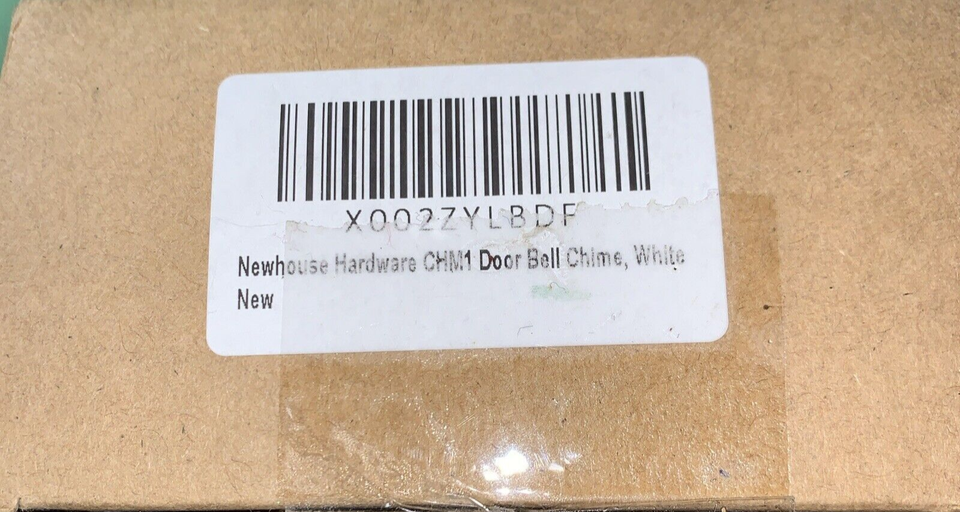 X002ZYLBDF
Newhouse Hardware CHM1 Door Bell Chime, White
New